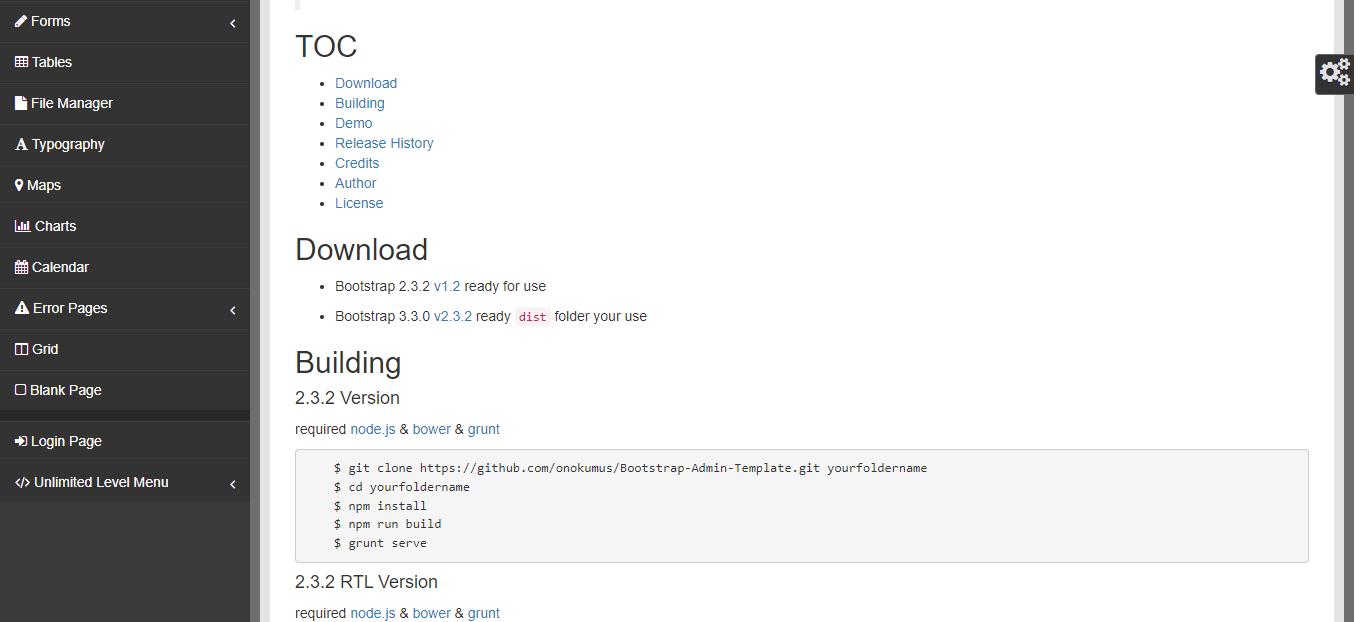 Forms
Tables
File Manager
Typography
Maps
Charts
Calendar
Error Pages
Grid
Blank Page
Login Page
Unlimited Level Menu
TOC
Download
Building
Demo
Release History
Credits
Author
License
Download
Bootstrap 2.3.2 v1.2 ready for use
Bootstrap 3.3.0 v2.3.2 ready dist folder your use
Building
2.3.2 Version
required node.js & bower & grunt
$ git clone https://github.com/onokumus/Bootstrap-Admin-Template.git yourfoldername
$ cd yourfoldername
$ npm install
$ npm run build
$ grunt serve
2.3.2 RTL Version
required node.js & bower & grunt